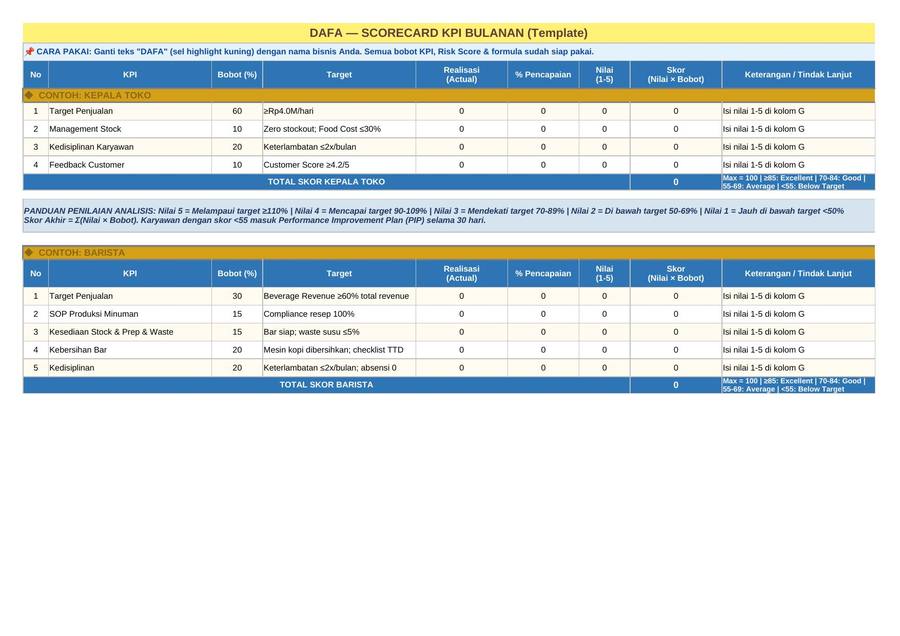 DAFA — SCORECARD KPI BULANAN (Template)
📌 CARA PAKAI: Ganti teks "DAFA" (sel highlight kuning) dengan nama bisnis Anda. Semua bobot KPI, Risk Score & formula sudah siap pakai.
No KPI Bobot (%) Target Realisasi (Actual) % Pencapaian Nilai (1-5) Skor (Nilai × Bobot) Keterangan / Tindak Lanjut
◆ CONTOH: KEPALA TOKO
1 Target Penjualan 60 ≥Rp4.0M/hari 0 0 0 0 Isi nilai 1-5 di kolom G
2 Management Stock 10 Zero stockout; Food Cost ≤30% 0 0 0 0 Isi nilai 1-5 di kolom G
3 Kedisiplinan Karyawan 20 Keterlambatan ≤2x/bulan 0 0 0 0 Isi nilai 1-5 di kolom G
4 Feedback Customer 10 Customer Score ≥4.2/5 0 0 0 0 Isi nilai 1-5 di kolom G
TOTAL SKOR KEPALA TOKO 0 Max = 100 | ≥85: Excellent | 70-84: Good |
55-69: Average | <55: Below Target
PANDUAN PENILAIAN ANALISIS: Nilai 5 = Melampaui target ≥110% | Nilai 4 = Mencapai target 90-109% | Nilai 3 = Mendekati target 70-89% | Nilai 2 = Di bawah target 50-69% | Nilai 1 = Jauh di bawah target <50%
Skor Akhir = Σ(Nilai × Bobot). Karyawan dengan skor <55 masuk Performance Improvement Plan (PIP) selama 30 hari.
◆ CONTOH: BARISTA
No KPI Bobot (%) Target Realisasi (Actual) % Pencapaian Nilai (1-5) Skor (Nilai × Bobot) Keterangan / Tindak Lanjut
1 Target Penjualan 30 Beverage Revenue ≥60% total revenue 0 0 0 0 Isi nilai 1-5 di kolom G
2 SOP Produksi Minuman 15 Compliance resep 100% 0 0 0 0 Isi nilai 1-5 di kolom G
3 Kesediaan Stock & Prep & Waste 15 Bar siap; waste susu ≤5% 0 0 0 0 Isi nilai 1-5 di kolom G
4 Kebersihan Bar 20 Mesin kopi dibersihkan; checklist TTD 0 0 0 0 Isi nilai 1-5 di kolom G
5 Kedisiplinan 20 Keterlambatan ≤2x/bulan; absensi 0 0 0 0 0 Isi nilai 1-5 di kolom G
TOTAL SKOR BARISTA 0 Max = 100 | ≥85: Excellent | 70-84: Good |
55-69: Average | <55: Below Target